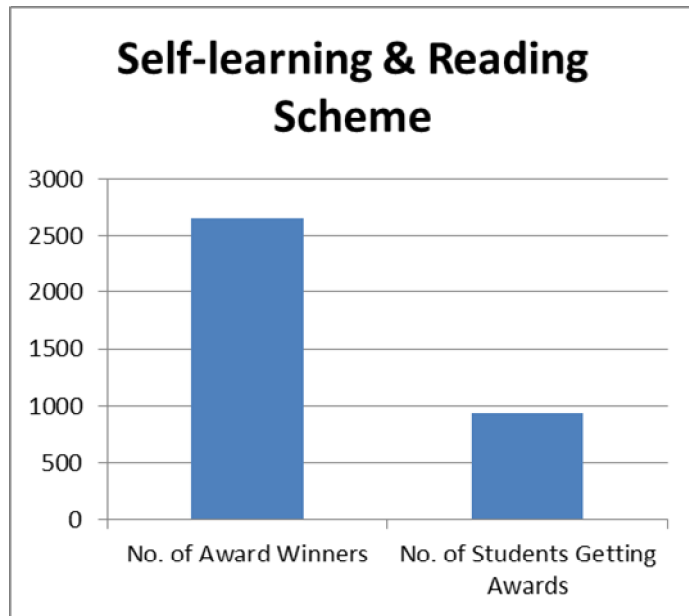 Self-learning & Reading
Scheme
3000
2500
2000
1500
1000
500
0
No. of Award Winners
No. of Students Getting
Awards